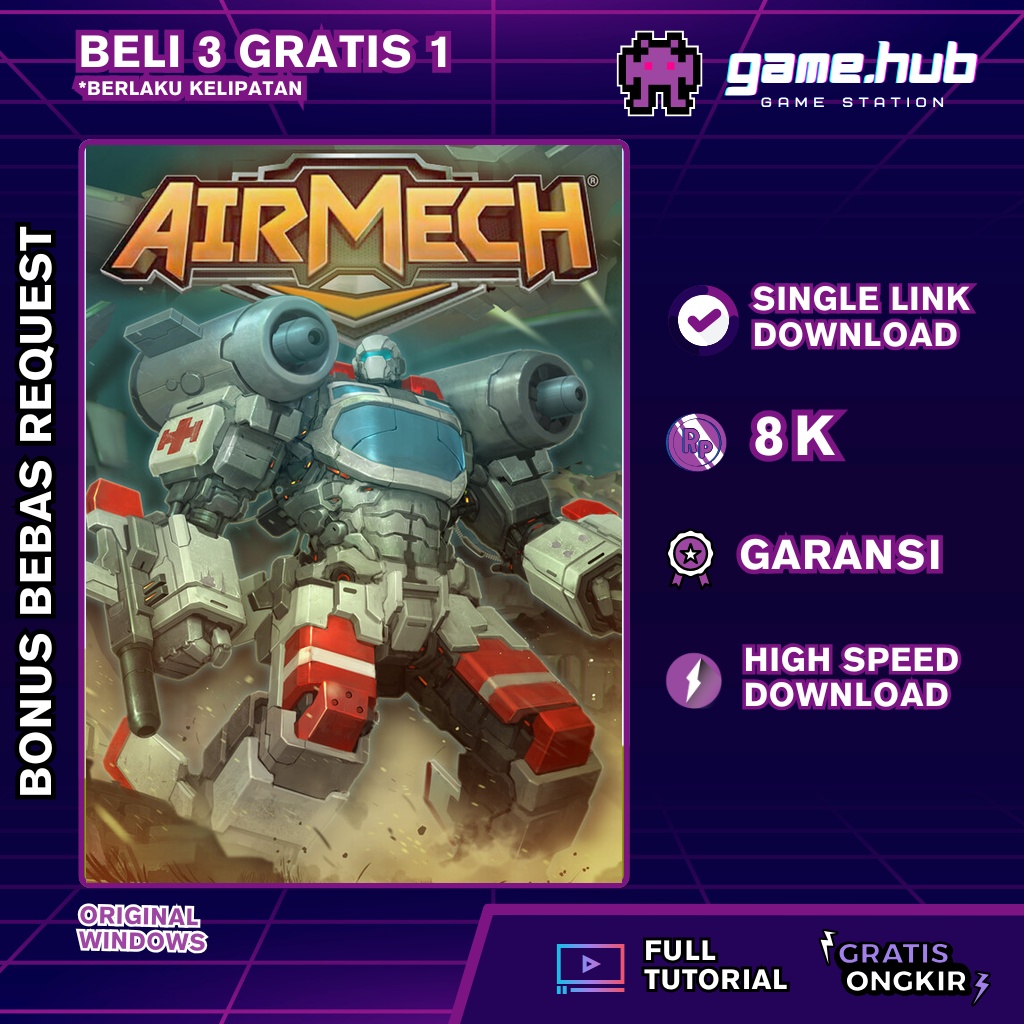 BELI 3 GRATIS 1
*BERLAKU KELIPATAN
game.hub
GAME STATION
BONUS BEBAS REQUEST
AIRMECH®
SINGLE LINK
DOWNLOAD
Rp
8K
GARANSI
HIGH SPEED
DOWNLOAD
ORIGINAL
WINDOWS
FULL
TUTORIAL
GRATIS
ONGKIR